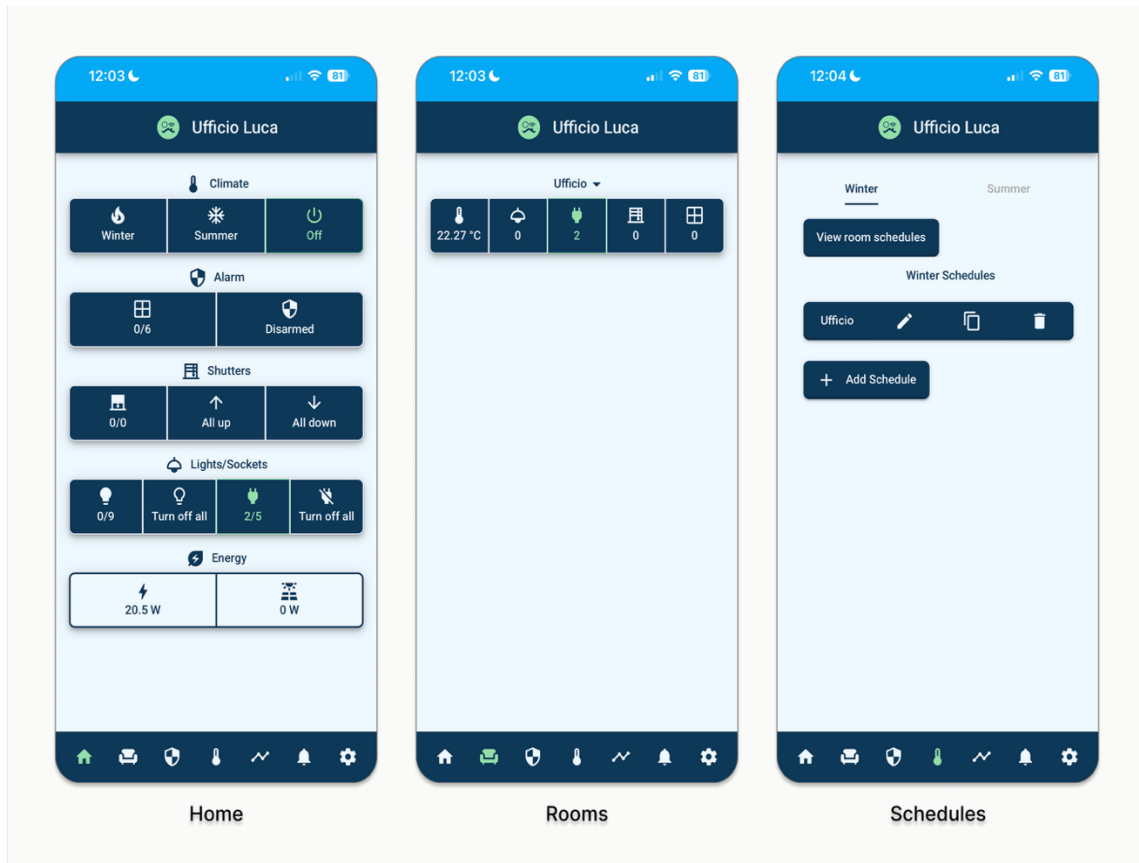 12:03
81
Ufficio Luca
Climate
Winter
Summer
Off
Alarm
0/6
Disarmed
Shutters
0/0
All up
All down
Lights/Sockets
0/9
Turn off all
2/5
Turn off all
Energy
20.5 W
0 W
Home
12:03
81
Ufficio Luca
Ufficio
22.27 °C
0
2
0
0
Rooms
12:04
81
Ufficio Luca
Winter
Summer
View room schedules
Winter Schedules
Ufficio
+ Add Schedule
Schedules